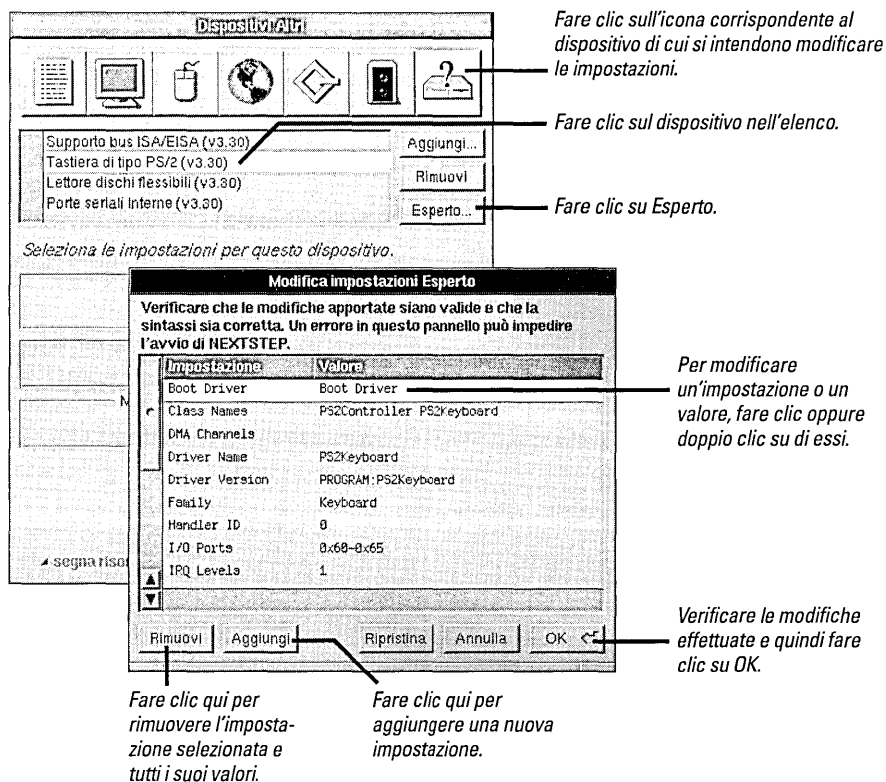 Dispositivi Altri
Fare clic sull'icona corrispondente al
dispositivo di cui si intendono modificare
le impostazioni.
Fare clic sul dispositivo nell'elenco.
Supporto bus ISA/EISA (v3.30)
Tastiera di tipo PS/2 (v3.30)
Lettore dischi flessibili (v3.30)
Porte seriali Interne (v3.30)
Aggiungi...
Rimuovi
Esperto...
Fare clic su Esperto.
Seleziona le impostazioni per questo dispositivo.
Modifica impostazioni Esperto
Verificare che le modifiche apportate siano valide e che la
sintassi sia corretta. Un errore in questo pannello può impedire
l'avvio di NEXTSTEP.
Impostazione Valore
Boot Driver Boot Driver
Class Names PS2Controller PS2Keyboard
DMA Channels
Driver Name PS2Keyboard
Driver Version PROGRAM:PS2Keyboard
Family Keyboard
Handler ID 0
I/O Ports 0x60-0x65
IRQ Levels 1
Per modificare
un'impostazione o un
valore, fare clic oppure
doppio clic su di essi.
M
segna risor
Rimuovi Aggiungi Ripristina Annulla OK
Verificare le modifiche
effettuate e quindi fare
clic su OK.
Fare clic qui per
rimuovere l'imposta-
zione selezionata e
tutti i suoi valori.
Fare clic qui per
aggiungere una nuova
impostazione.